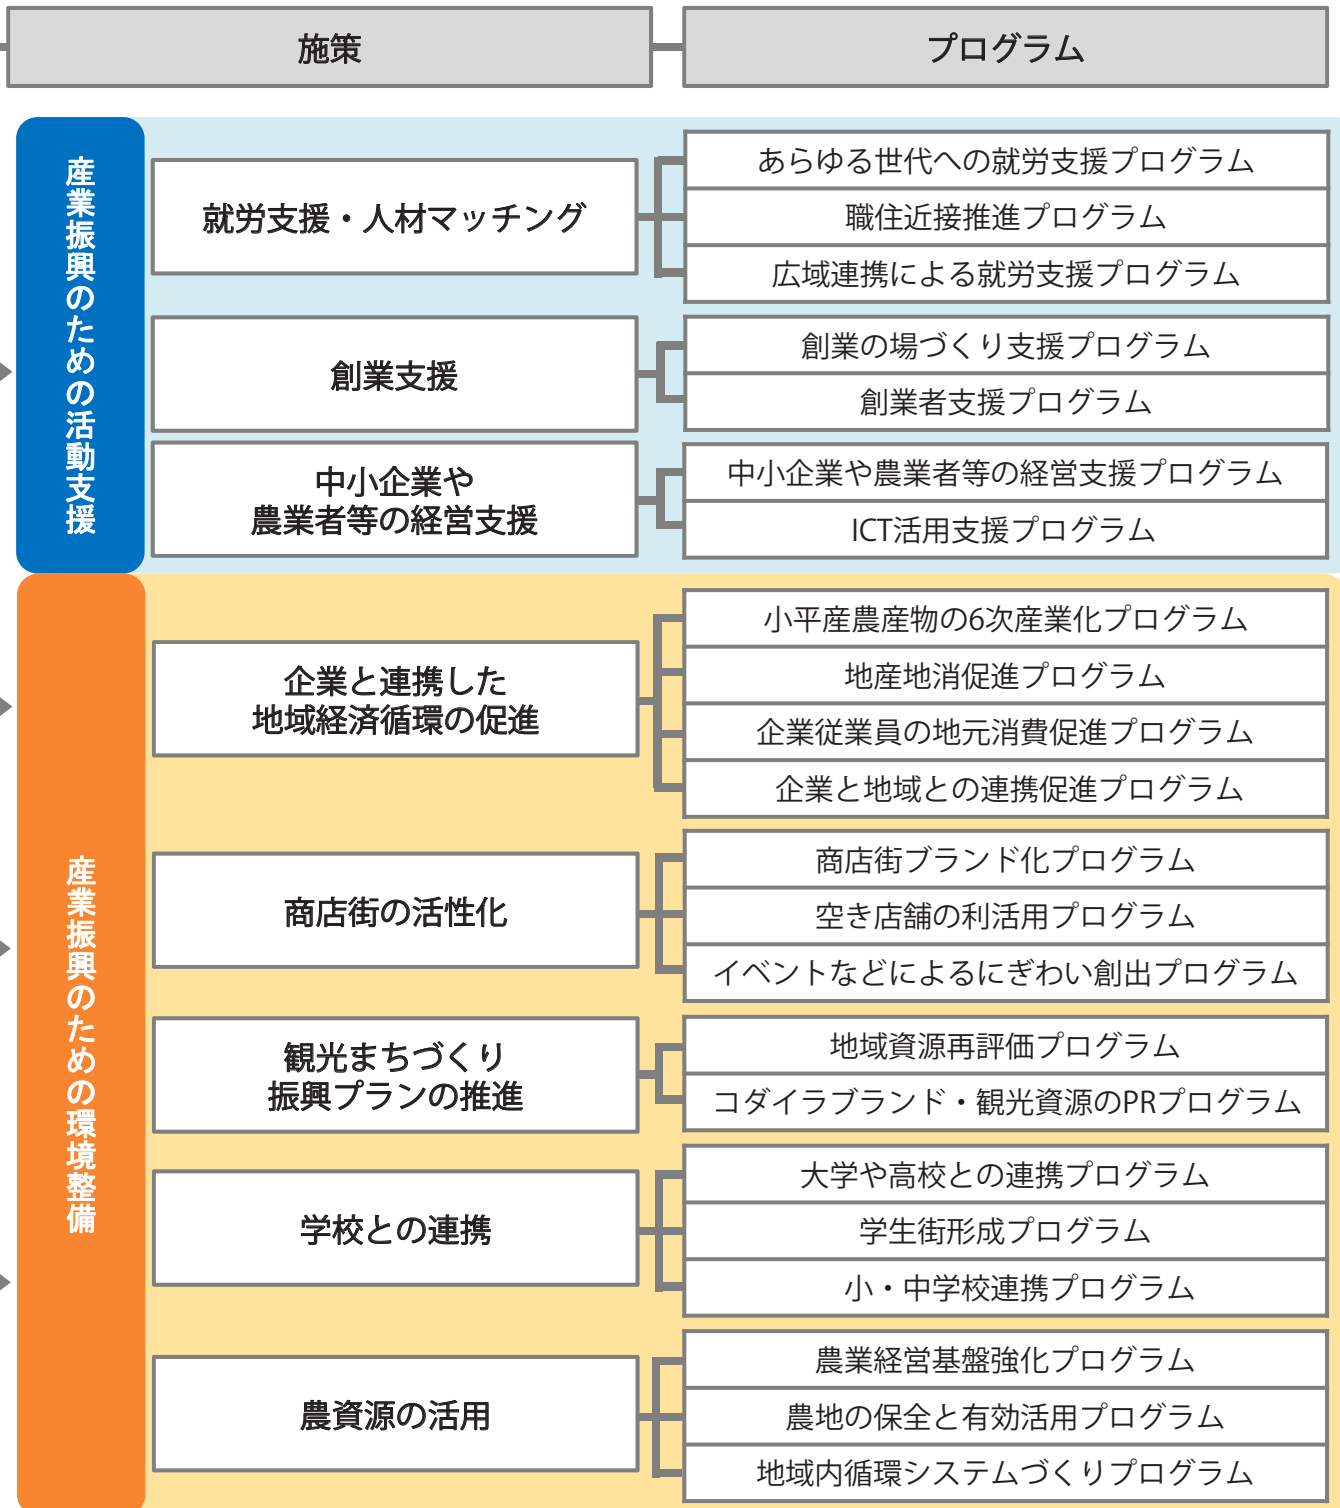 施策
プログラム
産業振興のための活動支援
就労支援・人材マッチング
あらゆる世代への就労支援プログラム
職住近接推進プログラム
広域連携による就労支援プログラム
創業支援
創業の場づくり支援プログラム
創業者支援プログラム
中小企業や
農業者等の経営支援
中小企業や農業者等の経営支援プログラム
ICT活用支援プログラム
産業振興のための環境整備
企業と連携した
地域経済循環の促進
小平産農産物の6次産業化プログラム
地産地消促進プログラム
企業従業員の地元消費促進プログラム
企業と地域との連携促進プログラム
商店街の活性化
商店街ブランド化プログラム
空き店舗の利活用プログラム
イベントなどによるにぎわい創出プログラム
観光まちづくり
振興プランの推進
地域資源再評価プログラム
コダイラブランド・観光資源のPRプログラム
学校との連携
大学や高校との連携プログラム
学生街形成プログラム
小・中学校連携プログラム
農資源の活用
農業経営基盤強化プログラム
農地の保全と有効活用プログラム
地域内循環システムづくりプログラム